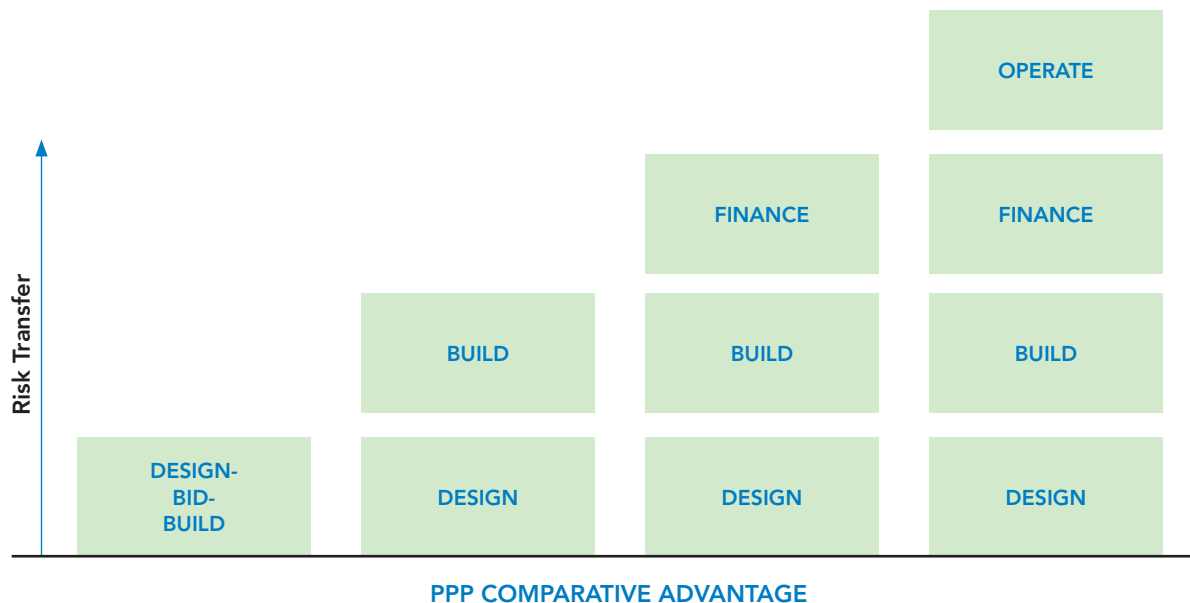 OPERATE
FINANCE
FINANCE
BUILD
BUILD
BUILD
DESIGN-
BID-
BUILD
DESIGN
DESIGN
DESIGN
Risk Transfer
PPP COMPARATIVE ADVANTAGE